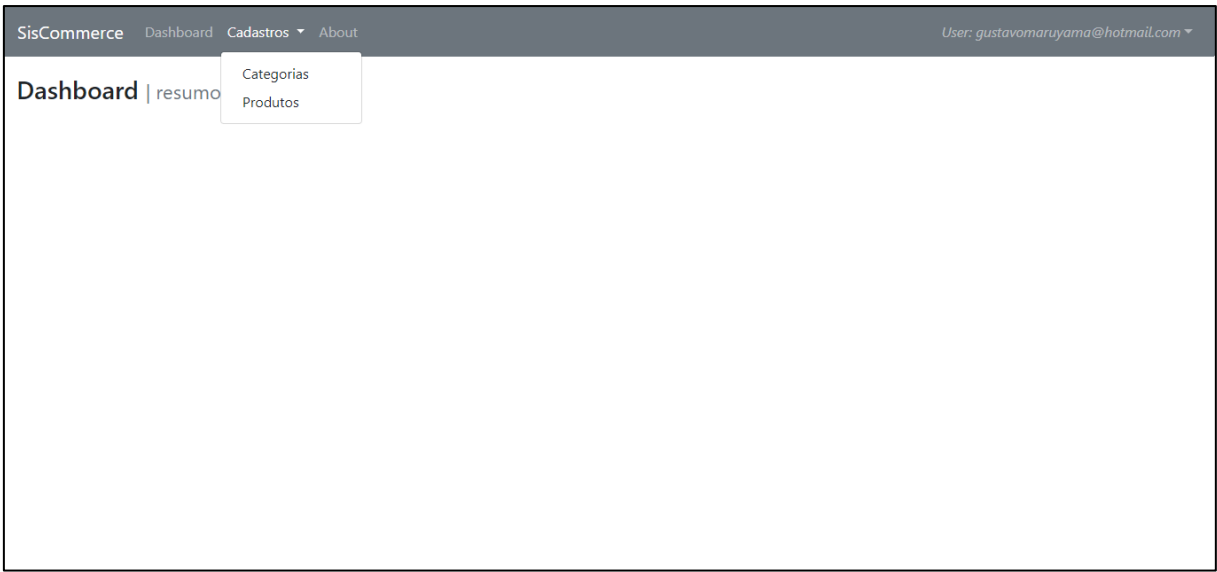 SisCommerce Dashboard Cadastros About User: gustavomaruyama@hotmail.com
Categorias
Produtos
Dashboard | resumo